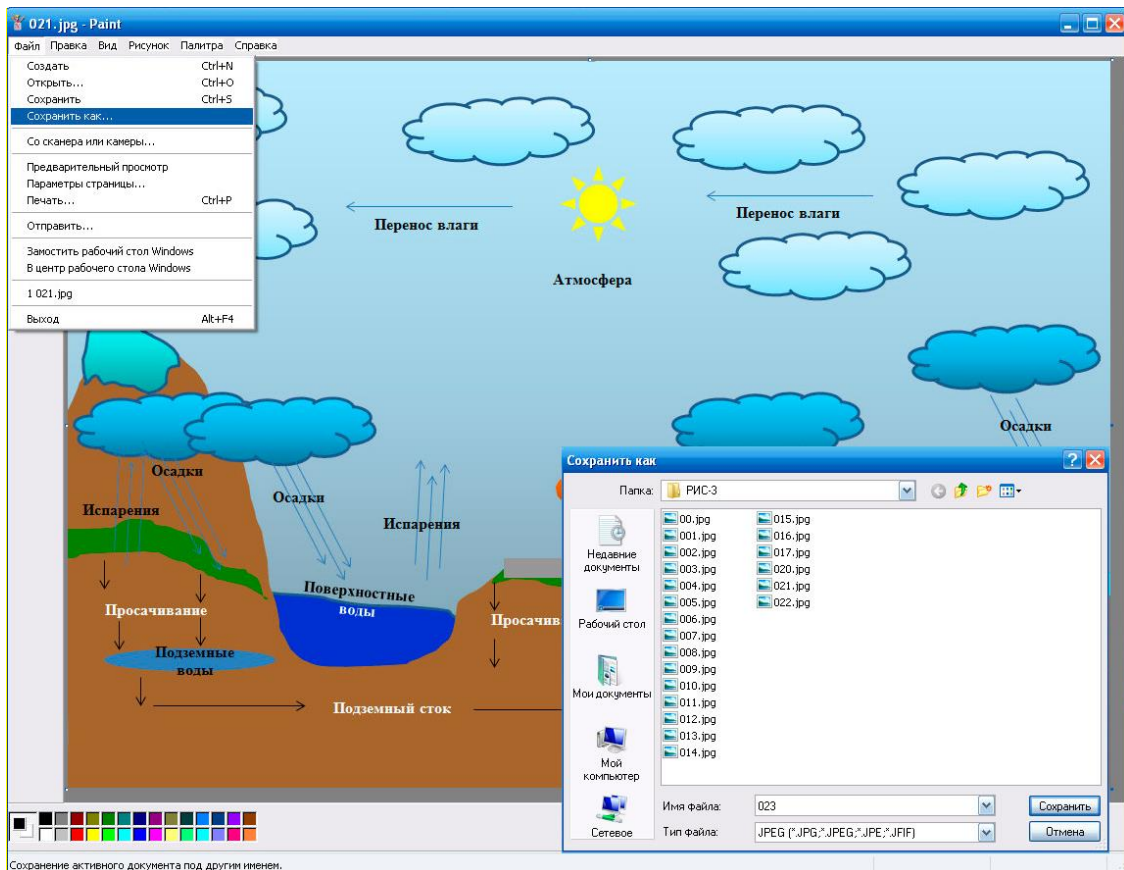 021.jpg - Paint
Файл Правка Вид Рисунок Палитра Справка
Создать Ctrl+N
Открыть... Ctrl+O
Сохранить Ctrl+S
Сохранить как...
Со сканера или камеры...
Предварительный просмотр
Параметры страницы...
Печать... Ctrl+P
Отправить...
Замостить рабочий стол Windows
В центр рабочего стола Windows
1 021.jpg
Выход Alt+F4
Перенос влаги
Перенос влаги
Атмосфера
Осадки
Осадки
Осадки
Испарения
Испарения
Поверхностные
воды
Просачивание
Просачив
Подземные
воды
Подземный сток
Сохранить как
Папка: РИС-3
Недавние
документы
Рабочий стол
Мои документы
Мой
компьютер
Сетевое
00.jpg
001.jpg
002.jpg
003.jpg
004.jpg
005.jpg
006.jpg
007.jpg
008.jpg
009.jpg
010.jpg
011.jpg
012.jpg
013.jpg
014.jpg
015.jpg
016.jpg
017.jpg
020.jpg
021.jpg
022.jpg
Имя файла: 023 Сохранить
Тип файла: JPEG (*.JPG;*.JPEG;*.JPE;*.JFIF) Отмена
Сохранение активного документа под другим именем.